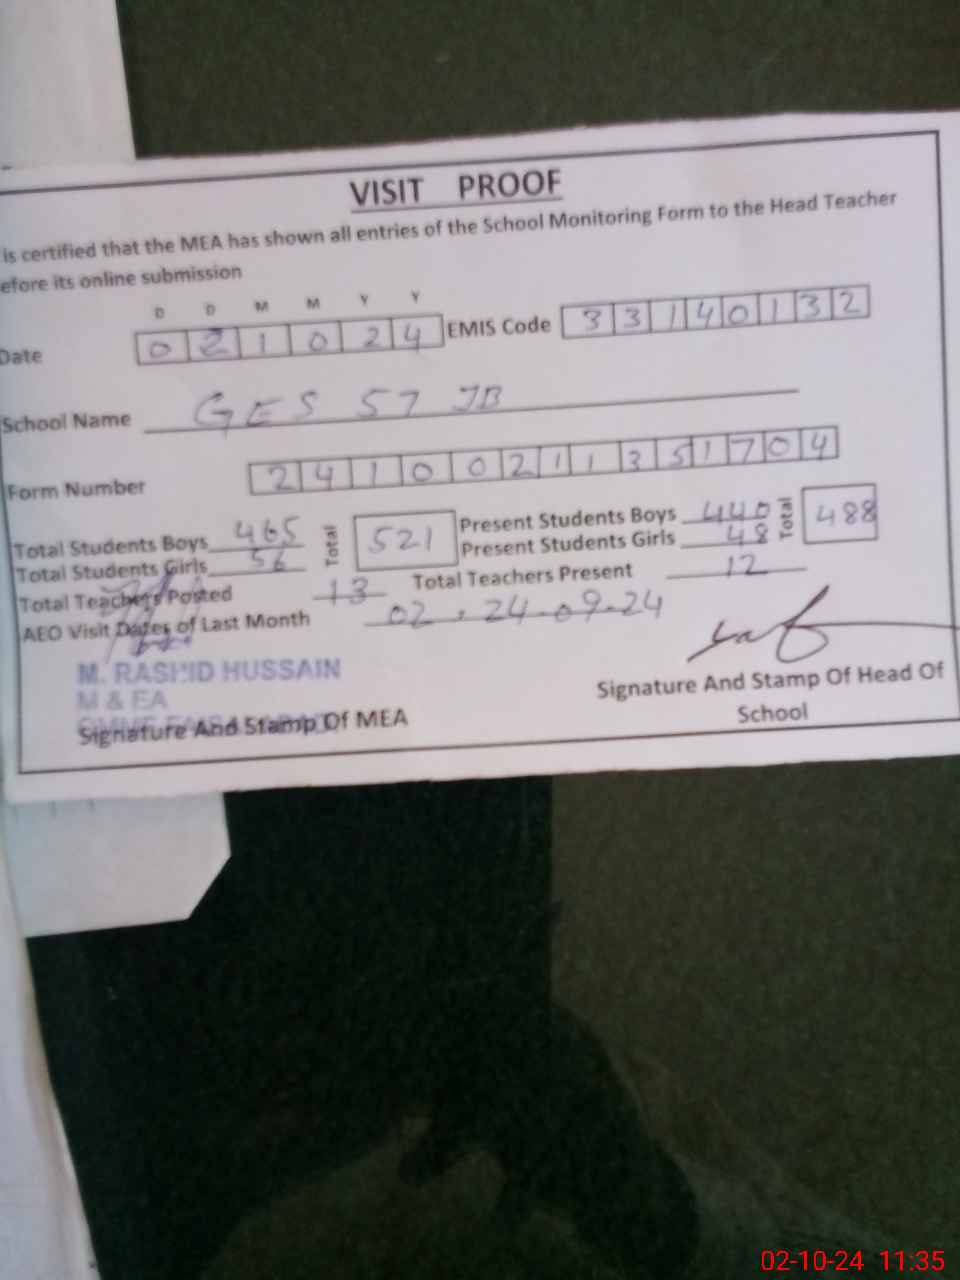 VISIT PROOF
is certified that the MEA has shown all entries of the School Monitoring Form to the Head Teacher
efore its online submission
D D M M Y Y
Date 0 2 1 0 2 4 EMIS Code 3 3 1 4 0 1 3 2
School Name GES 57 JB
Form Number 2 4 1 0 0 2 1 1 3 5 1 7 0 4
Total Students Boys 465 Total 521 Present Students Boys 440 Total 488
Total Students Girls 56 Present Students Girls 48
Total Teachers Posted 13 Total Teachers Present 12
AEO Visit Dates of Last Month 02, 24-09-24
M. RASHID HUSSAIN
M & EA
Signature And Stamp Of MEA
Signature And Stamp Of Head Of
School
02-10-24 11:35